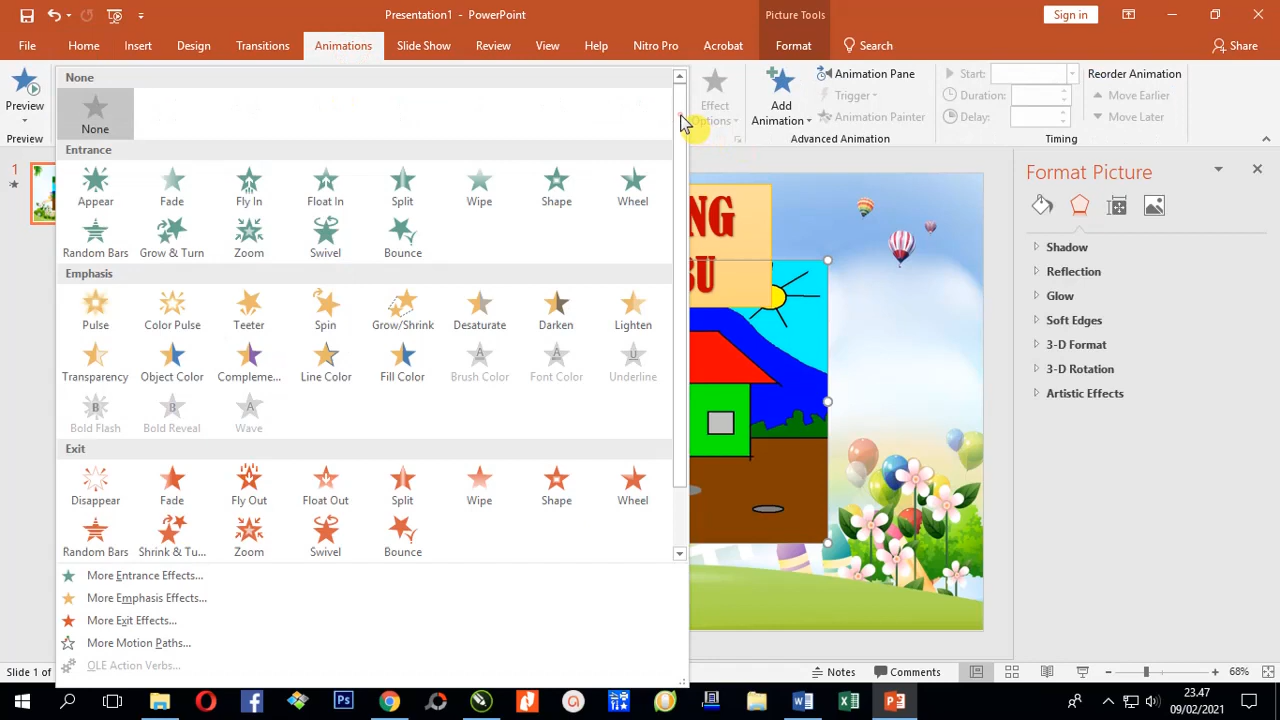 Presentation1 - PowerPoint
Picture Tools
Sign in
File
Home
Insert
Design
Transitions
Animations
Slide Show
Review
View
Help
Nitro Pro
Acrobat
Format
Search
Share
Preview
Preview
None
None
Entrance
Appear
Fade
Fly In
Float In
Split
Wipe
Shape
Wheel
Random Bars
Grow & Turn
Zoom
Swivel
Bounce
Emphasis
Pulse
Color Pulse
Teeter
Spin
Grow/Shrink
Desaturate
Darken
Lighten
Transparency
Object Color
Compleme...
Line Color
Fill Color
Brush Color
Font Color
Underline
Bold Flash
Bold Reveal
Wave
Exit
Disappear
Fade
Fly Out
Float Out
Split
Wipe
Shape
Wheel
Random Bars
Shrink & Tu...
Zoom
Swivel
Bounce
More Entrance Effects...
More Emphasis Effects...
More Exit Effects...
More Motion Paths...
OLE Action Verbs...
Effect
Options
Add
Animation
Animation Pane
Trigger
Animation Painter
Advanced Animation
Start:
Duration:
Delay:
Reorder Animation
Move Earlier
Move Later
Timing
1
NG
BU
Format Picture
Shadow
Reflection
Glow
Soft Edges
3-D Format
3-D Rotation
Artistic Effects
Slide 1 of
Notes
Comments
68%
23.47
09/02/2021